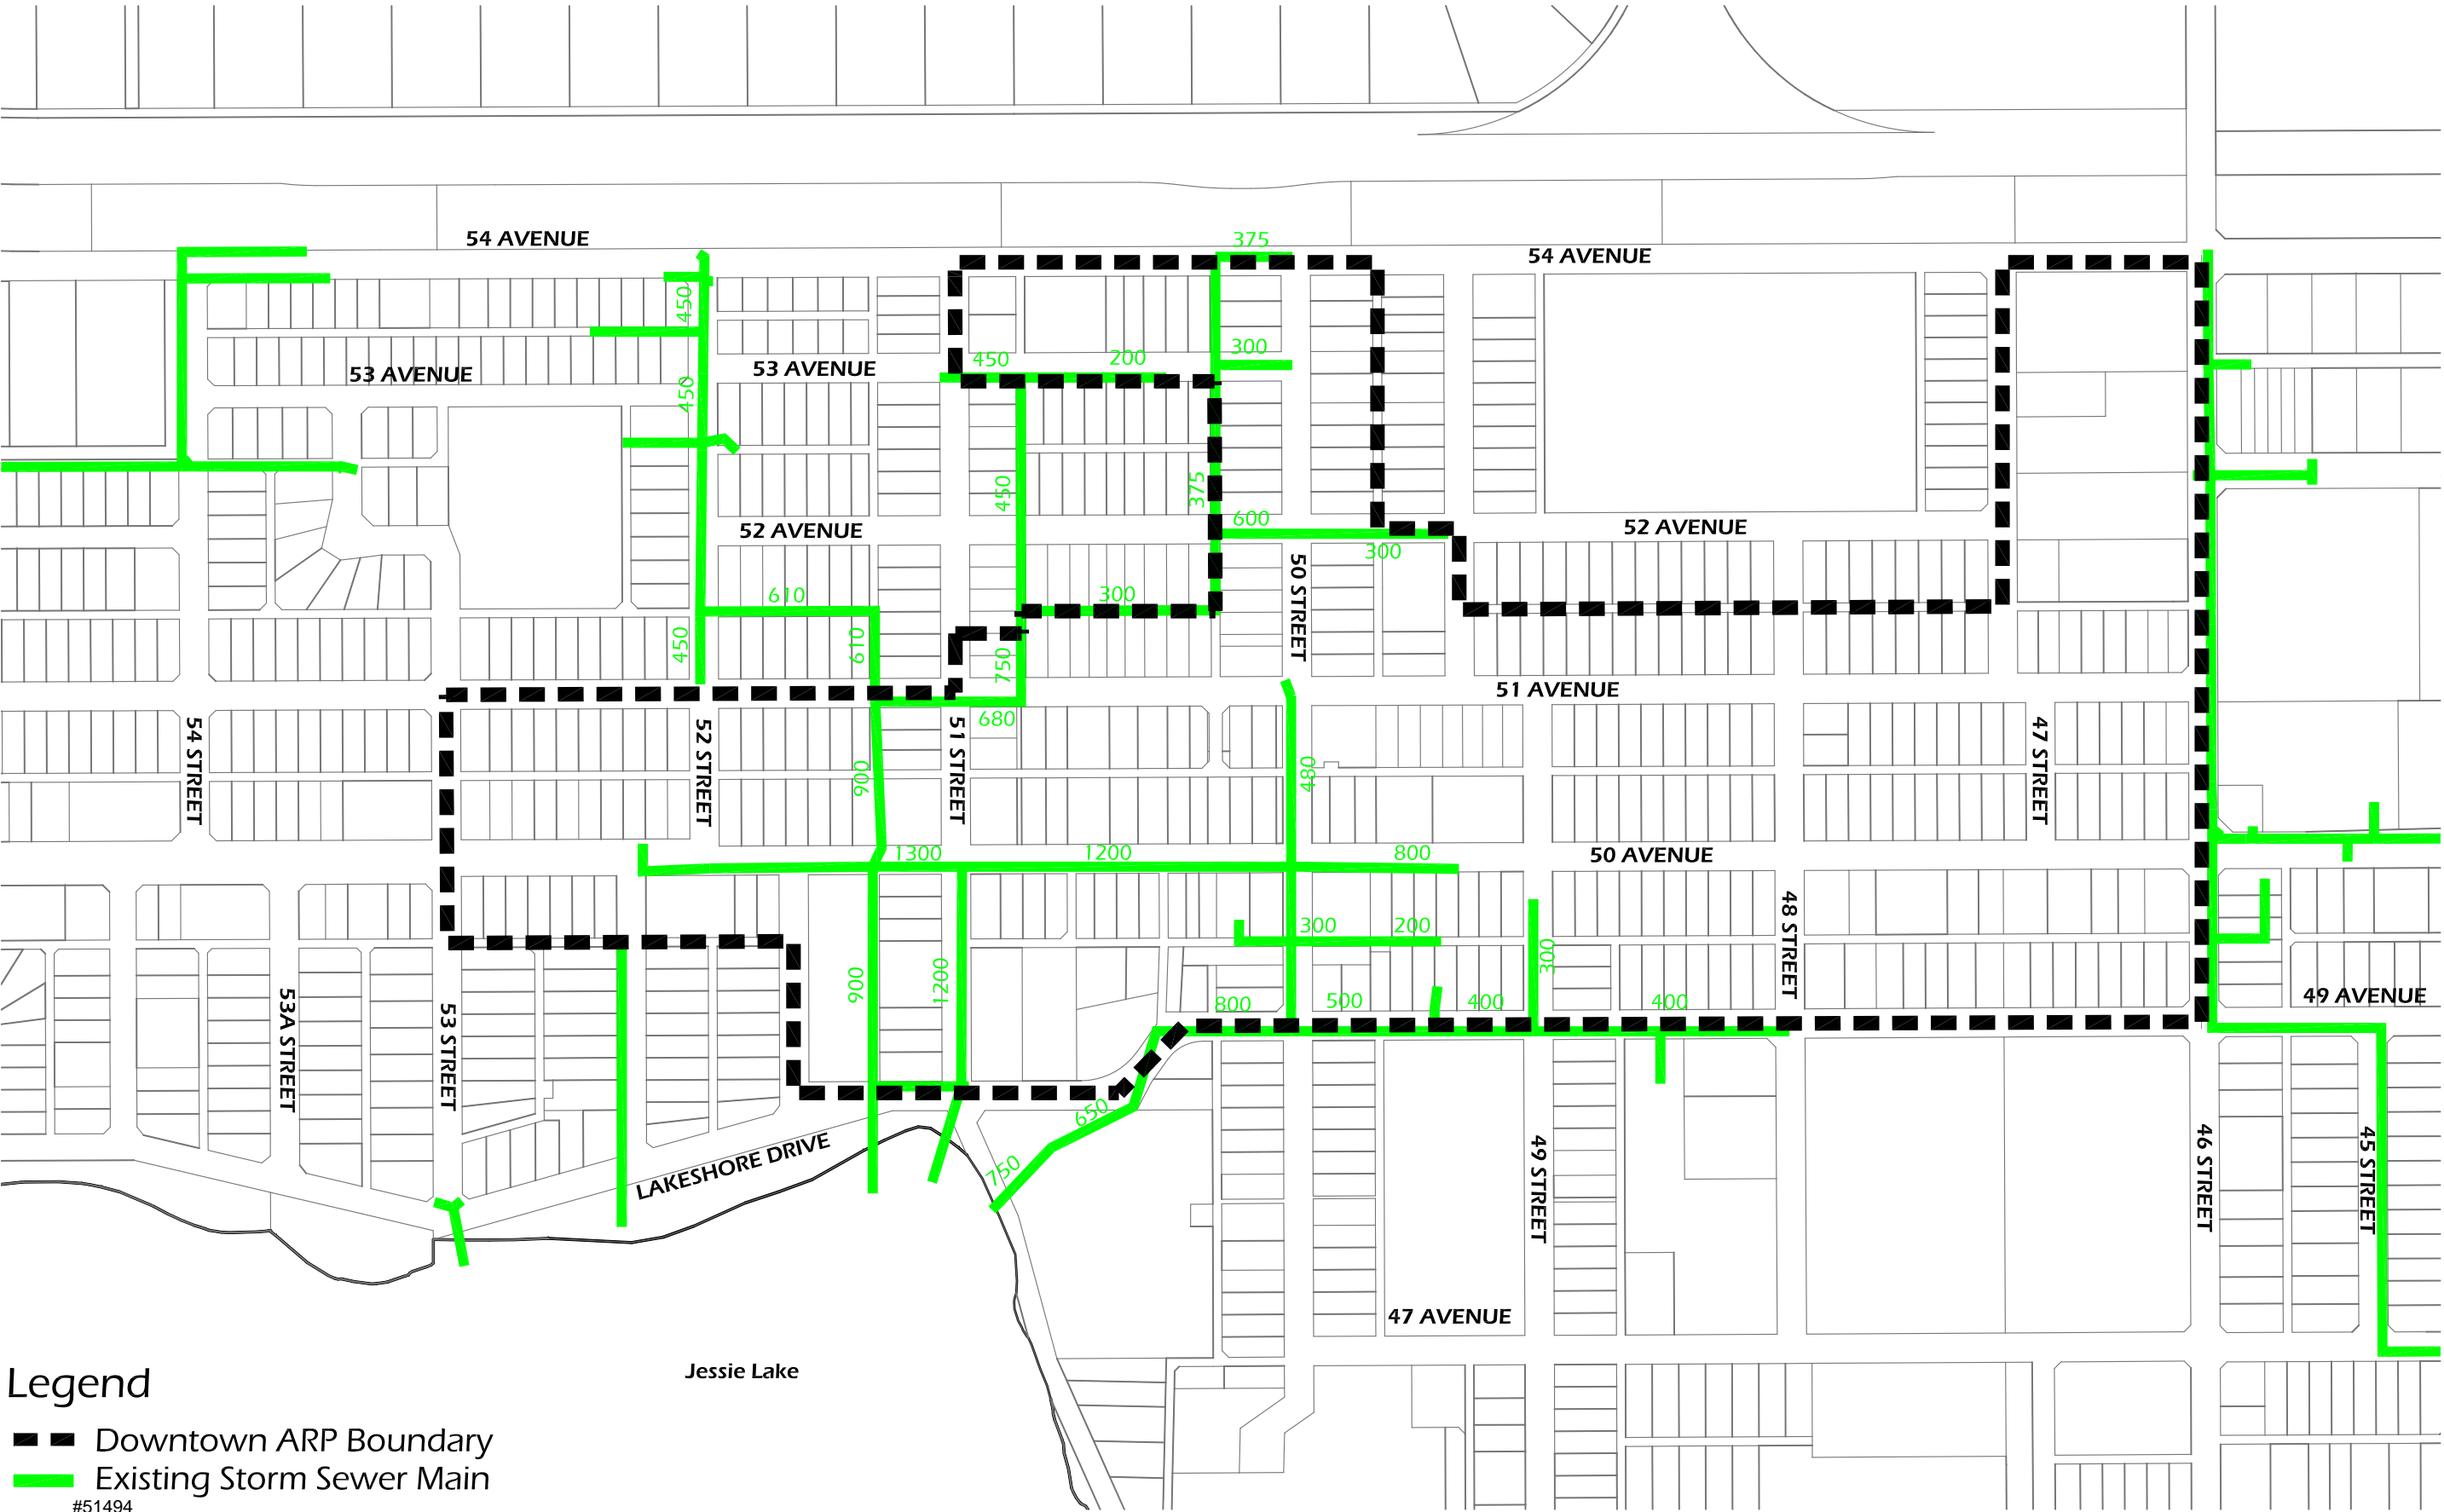 54 AVENUE
375
54 AVENUE
450
300
450
200
53 AVENUE
53 AVENUE
450
450
375
600
52 AVENUE
52 AVENUE
300
50 STREET
610
300
450
610
750
51 AVENUE
680
54 STREET
52 STREET
51 STREET
47 STREET
900
480
1300
1200
800
50 AVENUE
48 STREET
300
200
300
900
1200
53A STREET
53 STREET
800
500
400
400
49 AVENUE
650
750
LAKESHORE DRIVE
49 STREET
46 STREET
45 STREET
47 AVENUE
Jessie Lake
Legend
Downtown ARP Boundary
Existing Storm Sewer Main
#51494